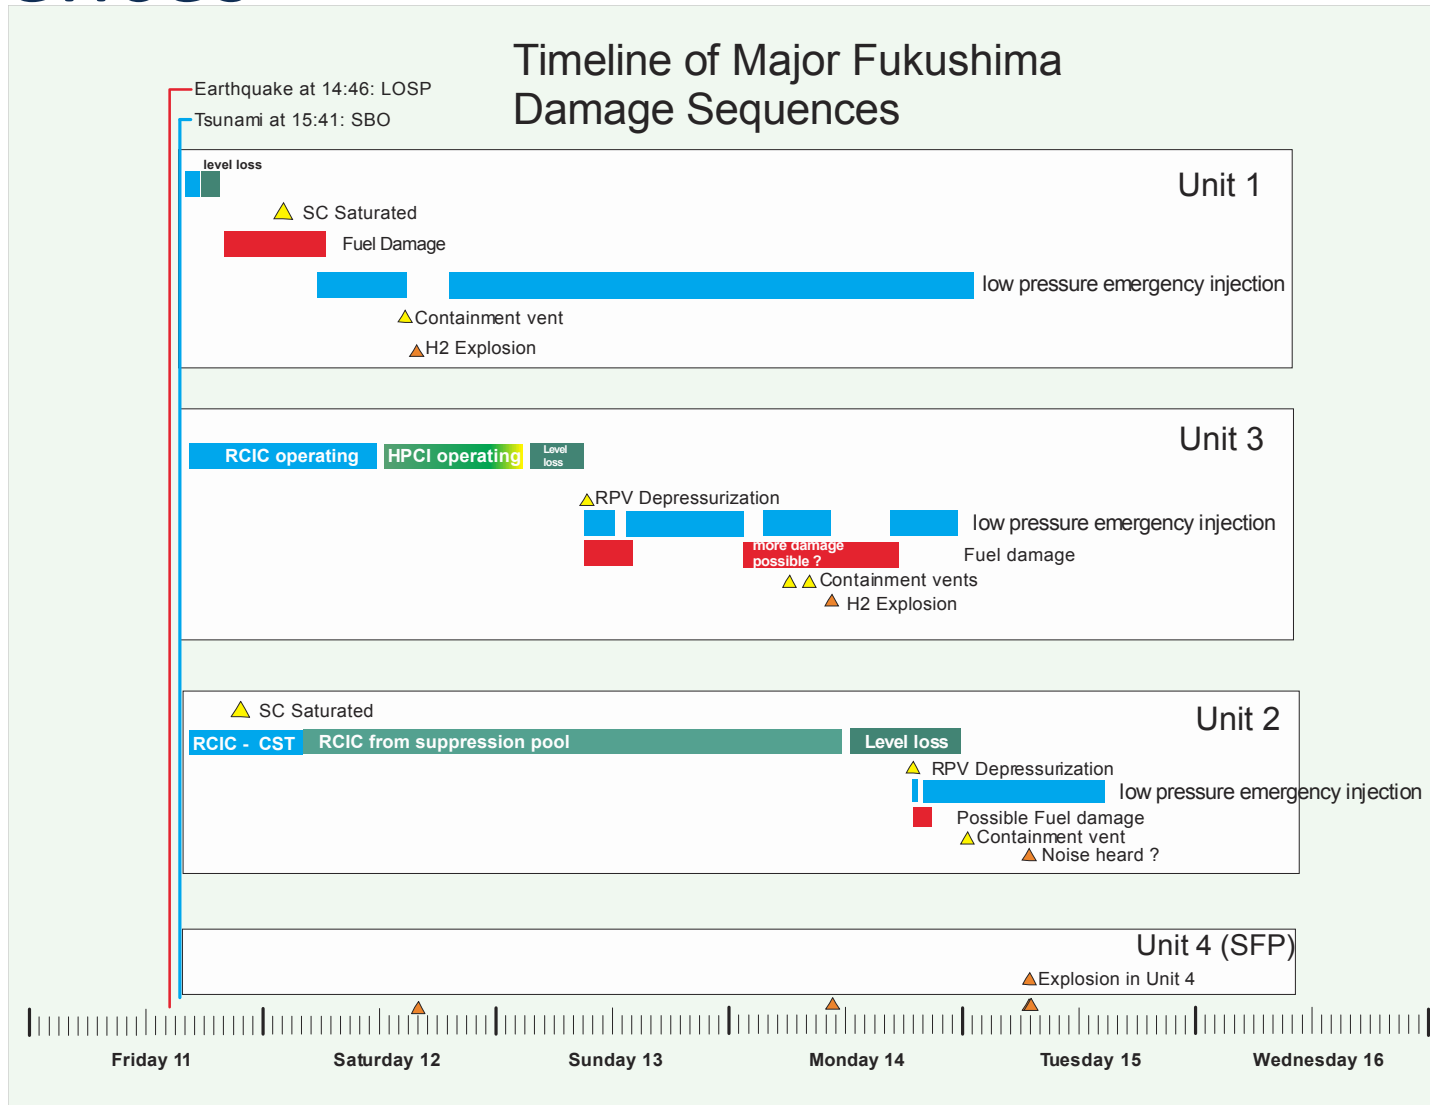 Timeline of Major Fukushima
Damage Sequences
Earthquake at 14:46: LOSP
Tsunami at 15:41: SBO
Unit 1
level loss
SC Saturated
Fuel Damage
low pressure emergency injection
Containment vent
H2 Explosion
Unit 3
RCIC operating
HPCI operating
Level
loss
RPV Depressurization
low pressure emergency injection
more damage
possible ?
Fuel damage
Containment vents
H2 Explosion
Unit 2
SC Saturated
RCIC - CST
RCIC from suppression pool
Level loss
RPV Depressurization
low pressure emergency injection
Possible Fuel damage
Containment vent
Noise heard ?
Unit 4 (SFP)
Explosion in Unit 4
Friday 11
Saturday 12
Sunday 13
Monday 14
Tuesday 15
Wednesday 16